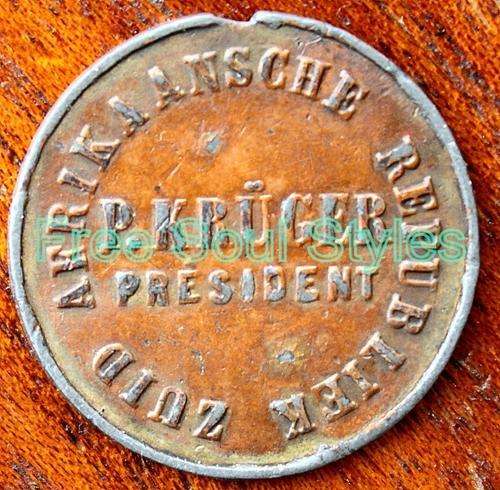 ZUID AFRIKAANSCHE REPUBLIEK
P. KRÜGER
PRESIDENT
Free Soul Styles